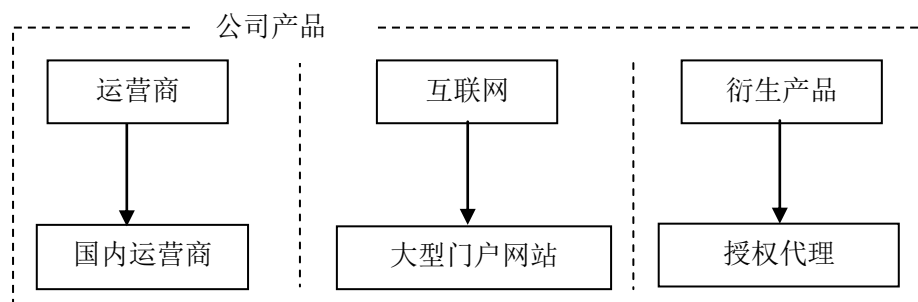 公司产品
运营商
互联网
衍生产品
国内运营商
大型门户网站
授权代理